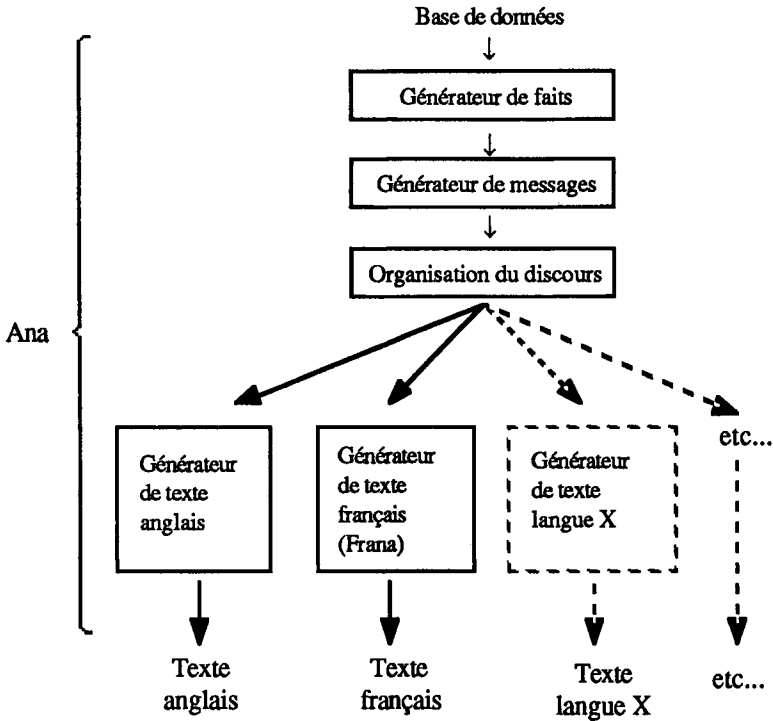 Base de données
↓
Générateur de faits
↓
Générateur de messages
↓
Organisation du discours
Ana
etc...
Générateur
de texte
anglais
Générateur
de texte
français
(Frana)
Générateur
de texte
langue X
Texte
anglais
Texte
français
Texte
langue X
etc...